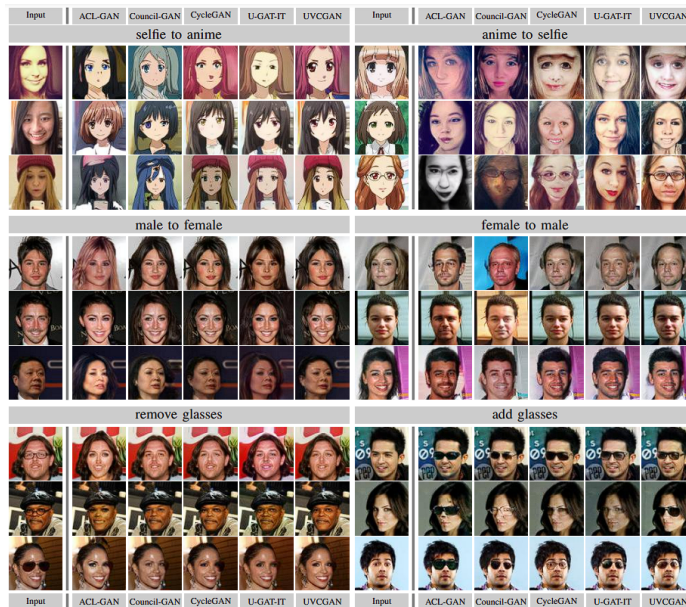 Input ACL-GAN Council-GAN CycleGAN U-GAT-IT UVCGAN Input ACL-GAN Council-GAN CycleGAN U-GAT-IT UVCGAN
selfie to anime anime to selfie
male to female female to male
remove glasses add glasses
Input ACL-GAN Council-GAN CycleGAN U-GAT-IT UVCGAN Input ACL-GAN Council-GAN CycleGAN U-GAT-IT UVCGAN